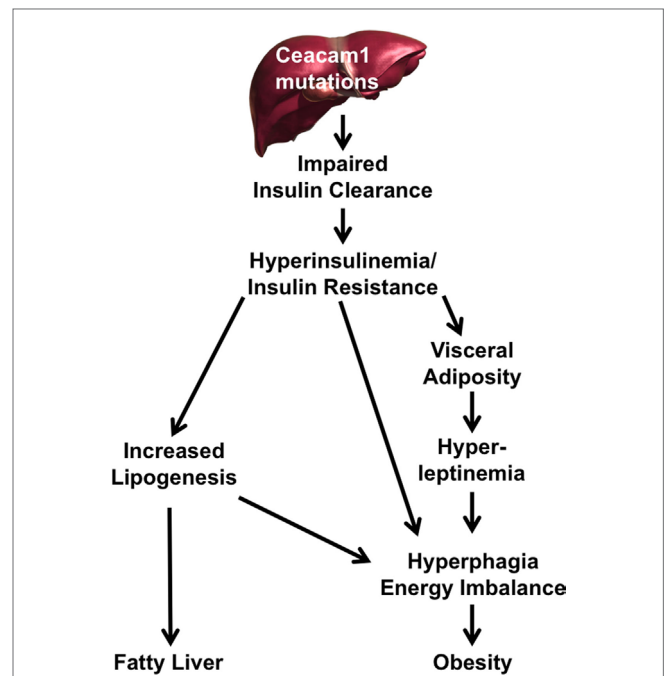 Ceacam1
mutations
Impaired
Insulin Clearance
Hyperinsulinemia/
Insulin Resistance
Visceral
Adiposity
Increased
Lipogenesis
Hyper-
leptinemia
Hyperphagia
Energy Imbalance
Fatty Liver
Obesity